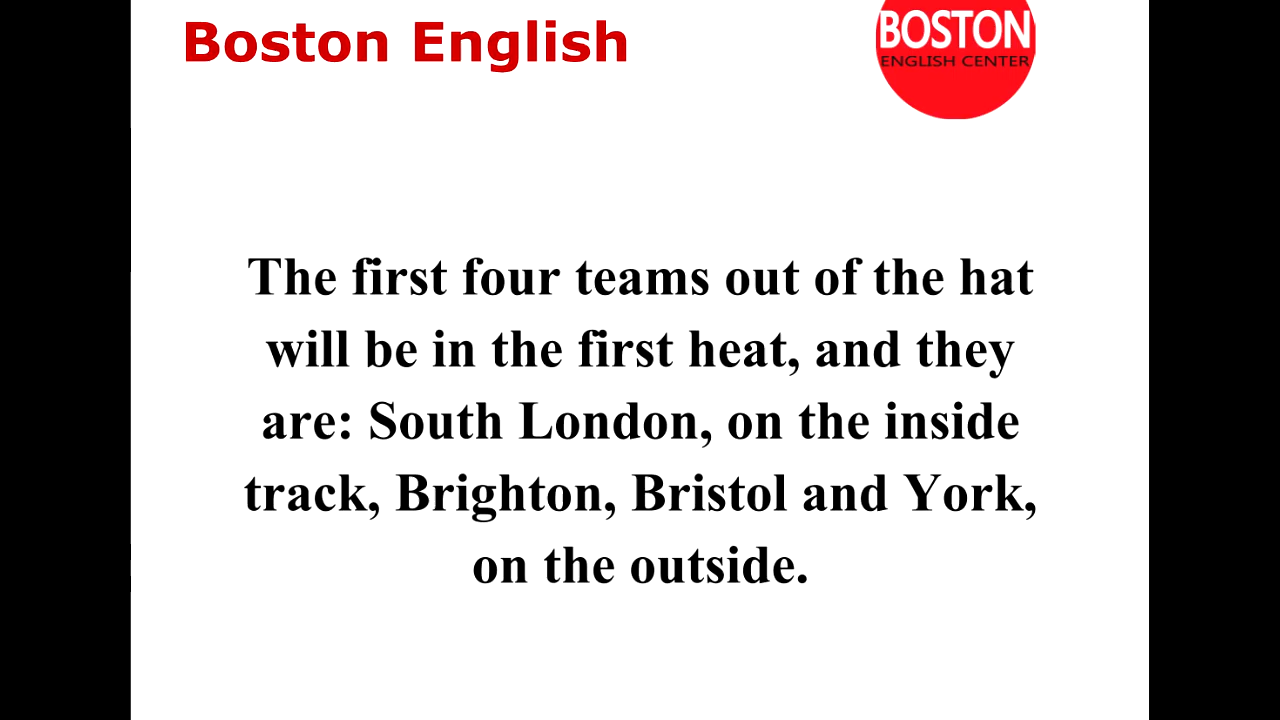 Boston English
BOSTON
ENGLISH CENTER
The first four teams out of the hat
will be in the first heat, and they
are: South London, on the inside
track, Brighton, Bristol and York,
on the outside.